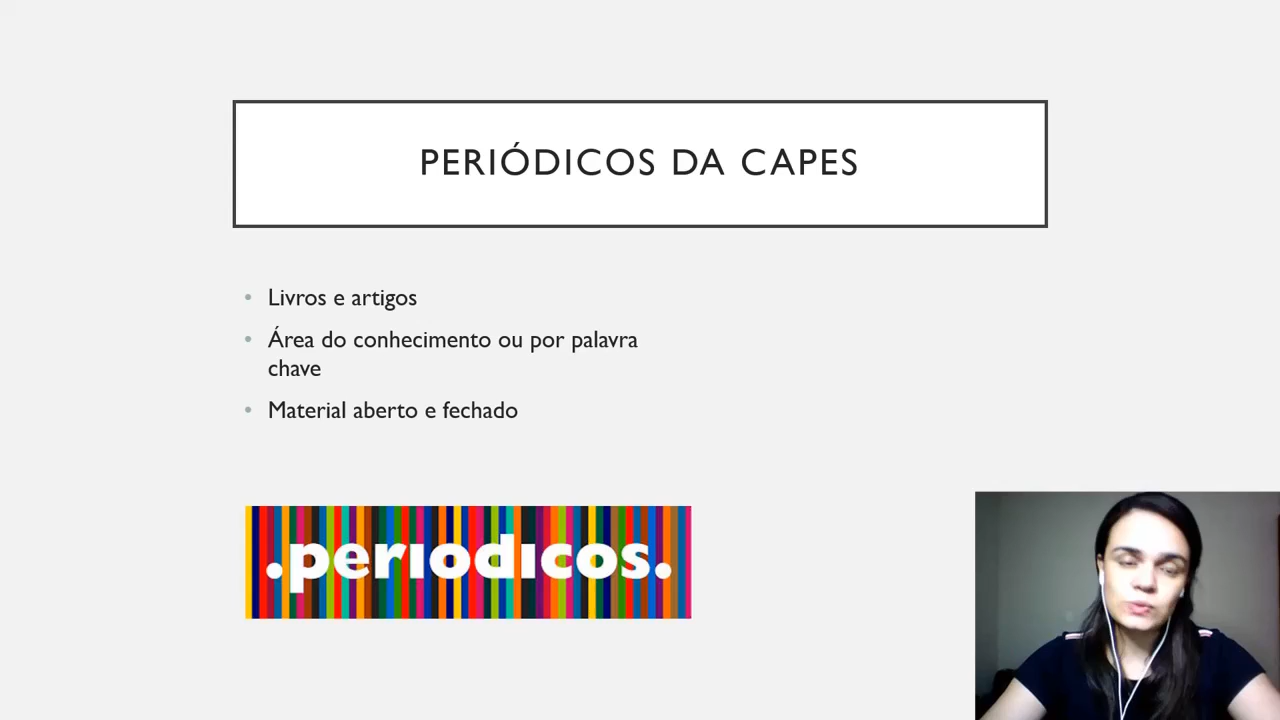 PERIÓDICOS DA CAPES
• Livros e artigos
• Área do conhecimento ou por palavra
chave
• Material aberto e fechado
.periodicos.